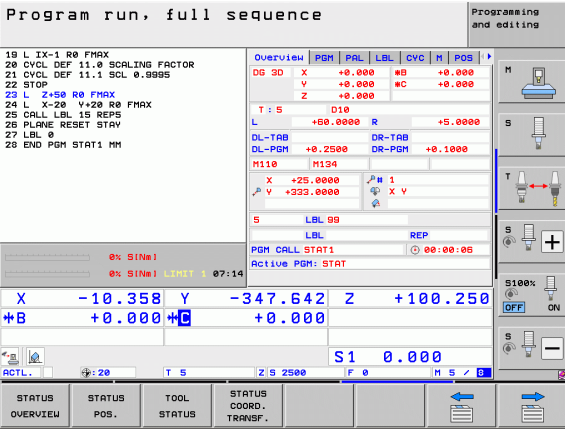 Program run, full sequence
Programming
and editing
19 L IX-1 R0 FMAX
20 CYCL DEF 11.0 SCALING FACTOR
21 CYCL DEF 11.1 SCL 0.9995
22 STOP
23 L Z+50 R0 FMAX
24 L X-20 Y+20 R0 FMAX
25 CALL LBL 15 REP5
26 PLANE RESET STAY
27 LBL 0
28 END PGM STAT1 MM
Overview PGM PAL LBL CYC M POS
DG 3D X +0.000 *B +0.000
Y +0.000 *C +0.000
Z +0.000
T : 5 D10
L +60.0000 R +5.0000
DL-TAB DR-TAB
DL-PGM +0.2500 DR-PGM +0.1000
M110 M134
X +25.0000 # 1
Y +333.0000 X Y
5 LBL 99
LBL REP
PGM CALL STAT1 00:00:06
Active PGM: STAT
0% S[Nm]
0% S[Nm] LIMIT 1 07:14
X -10.358 Y -347.642 Z +100.250
B +0.000 C +0.000
S1 0.000
ACTL. : 20 T 5 Z S 2500 F 0 M 5 / 8
M
S
T
S
+
S100%
OFF ON
S
−
STATUS
OVERVIEW
STATUS
POS.
TOOL
STATUS
STATUS
COORD.
TRANSF.